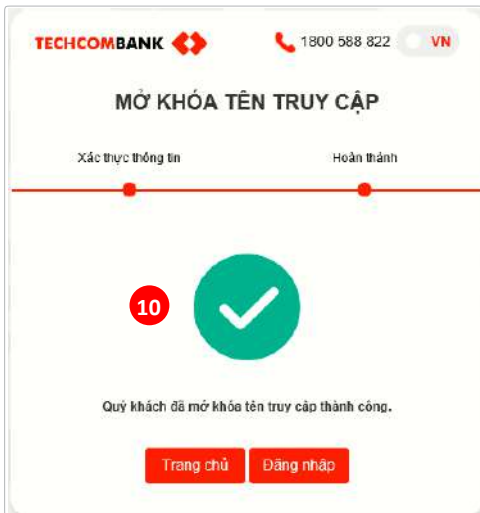 TECHCOMBANK 1800 588 822 VN
MỞ KHÓA TÊN TRUY CẬP
Xác thực thông tin Hoàn thành
10
Quý khách đã mở khóa tên truy cập thành công.
Trang chủ Đăng nhập